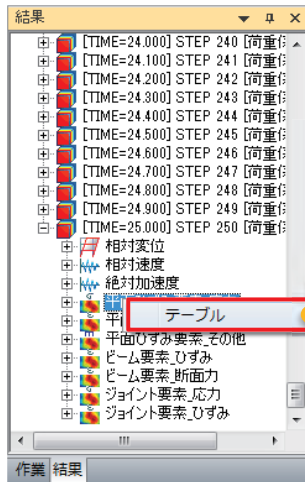 結果
[TIME=24.000] STEP 240 [荷重
[TIME=24.100] STEP 241 [荷重
[TIME=24.200] STEP 242 [荷重
[TIME=24.300] STEP 243 [荷重
[TIME=24.400] STEP 244 [荷重
[TIME=24.500] STEP 245 [荷重
[TIME=24.600] STEP 246 [荷重
[TIME=24.700] STEP 247 [荷重
[TIME=24.800] STEP 248 [荷重
[TIME=24.900] STEP 249 [荷重
[TIME=25.000] STEP 250 [荷重
相対変位
相対速度
絶対加速度
テーブル
平面ひずみ要素_その他
ビーム要素_ひずみ
ビーム要素_断面力
ジョイント要素_応力
ジョイント要素_ひずみ
作業 結果